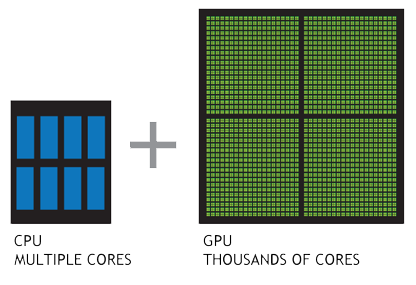 CPU
MULTIPLE CORES
GPU
THOUSANDS OF CORES